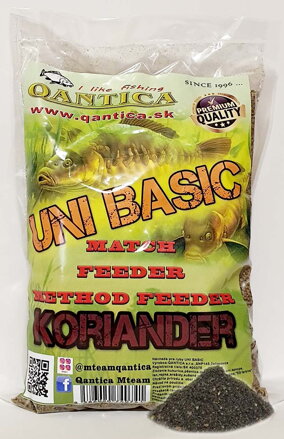 I like fishing
QANTICA
SINCE 1996 ...
www.qantica.sk
PREMIUM
QUALITY
UNI BASIC
MATCH
FEEDER
METHOD FEEDER
KORIANDER
@mteamqantica
Qantica Mteam